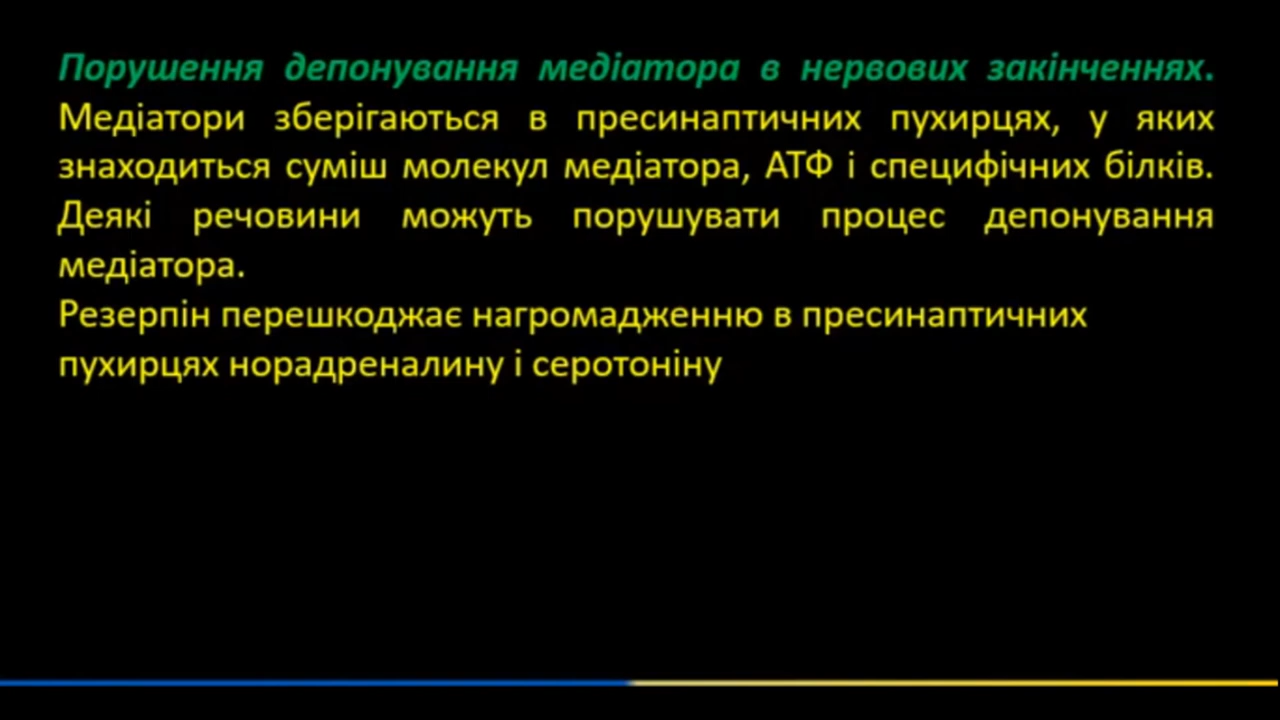 Порушення депонування медіатора в нервових закінченнях.
Медіатори зберігаються в пресинаптичних пухирцях, у яких
знаходиться суміш молекул медіатора, АТФ і специфічних білків.
Деякі речовини можуть порушувати процес депонування
медіатора.
Резерпін перешкоджає нагромадженню в пресинаптичних
пухирцях норадреналину і серотоніну